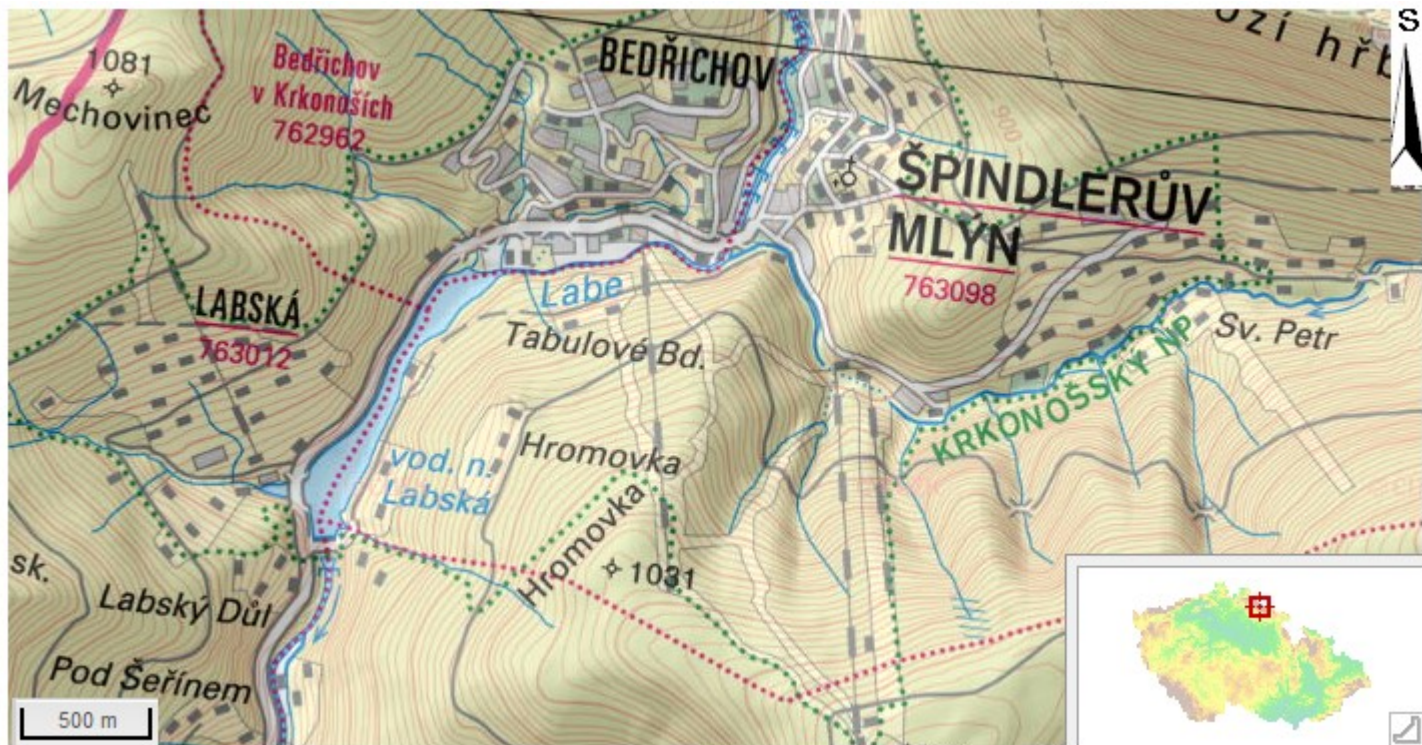 S
ozí hřb
1081
Mechovinec
Bedřichov
v Krkonoších
762962
BEDŘICHOV
900
ŠPINDLERŮV
MLÝN
763098
LABSKÁ
763012
Labe
Tabulové Bd.
Sv. Petr
KRKONOŠSKÝ NP
Hromovka
vod. n.
Labská
Hromovka
1031
sk.
Labský Důl
Pod Šeřínem
500 m